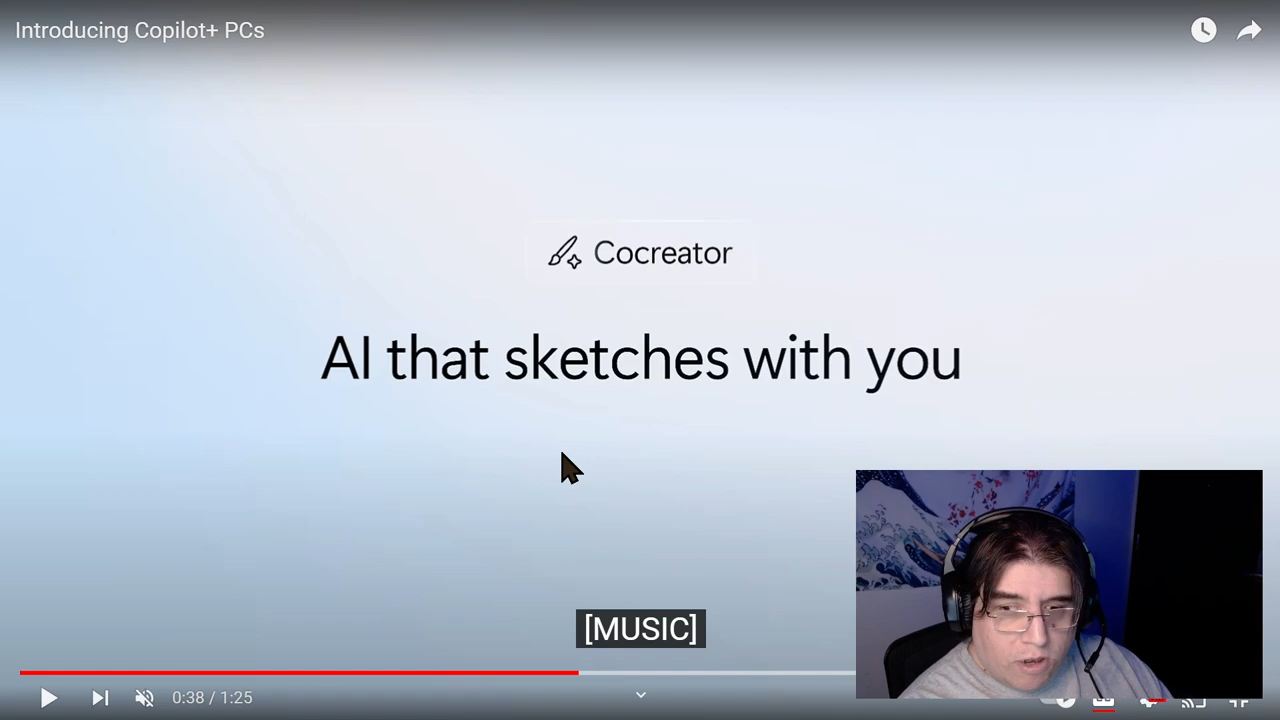 Introducing Copilot+ PCs
Cocreator
AI that sketches with you
[MUSIC]
0:38 / 1:25